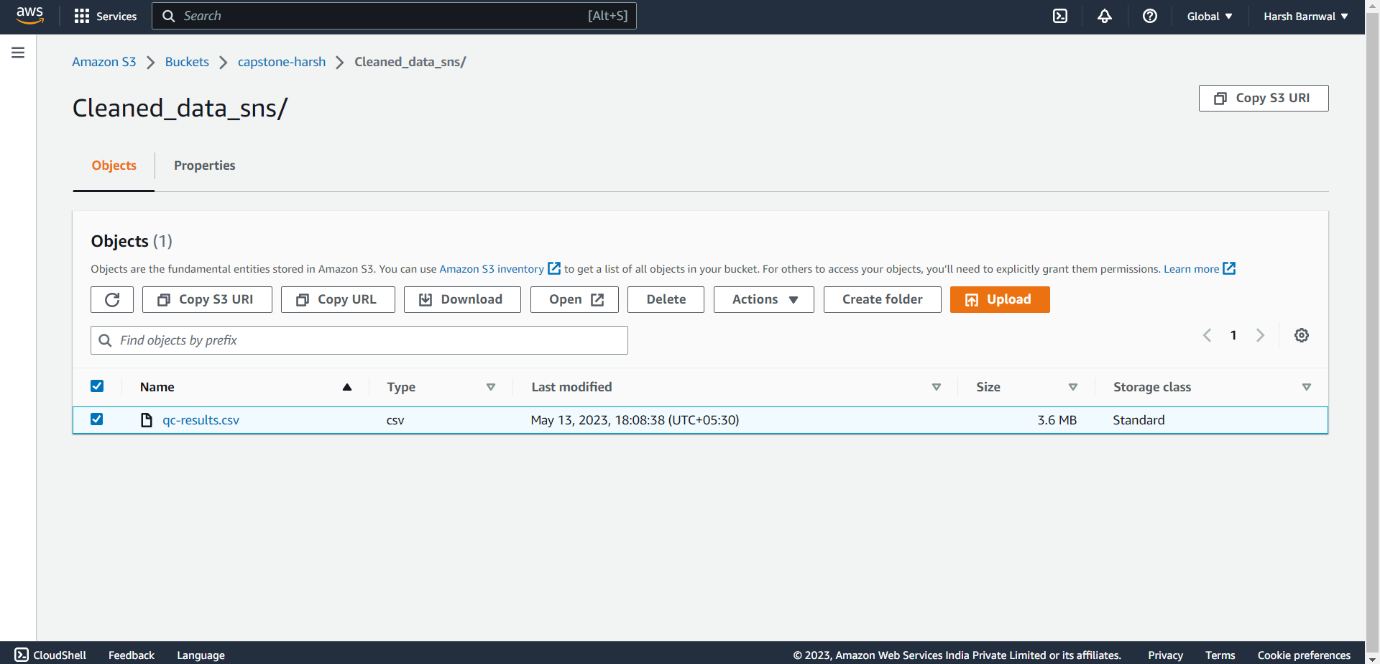 aws Services Search [Alt+S] Global Harsh Barnwal
Amazon S3 Buckets capstone-harsh Cleaned_data_sns/
Cleaned_data_sns/
Copy S3 URI
Objects Properties
Objects (1)
Objects are the fundamental entities stored in Amazon S3. You can use Amazon S3 inventory to get a list of all objects in your bucket. For others to access your objects, you'll need to explicitly grant them permissions. Learn more
Copy S3 URI Copy URL Download Open Delete Actions Create folder Upload
Find objects by prefix
1
Name Type Last modified Size Storage class
qc-results.csv csv May 13, 2023, 18:08:38 (UTC+05:30) 3.6 MB Standard
CloudShell Feedback Language © 2023, Amazon Web Services India Private Limited or its affiliates. Privacy Terms Cookie preferences